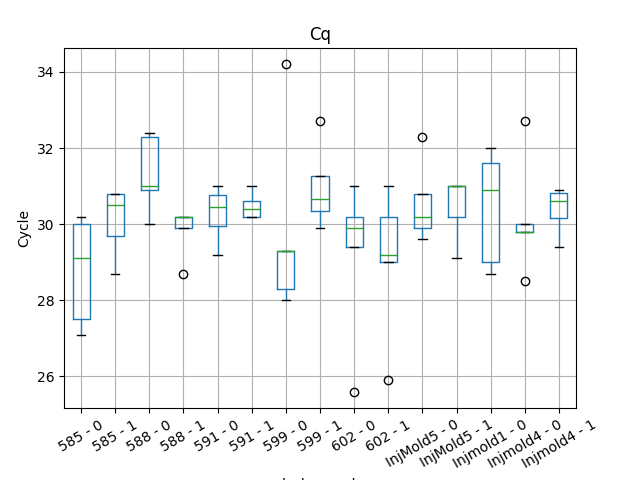 Cq
34
32
30
28
26
Cycle
585 - 0
585 - 1
588 - 0
588 - 1
591 - 0
591 - 1
599 - 0
599 - 1
602 - 0
602 - 1
InjMold5 - 0
InjMold5 - 1
Injmold1 - 0
Injmold4 - 0
Injmold4 - 1